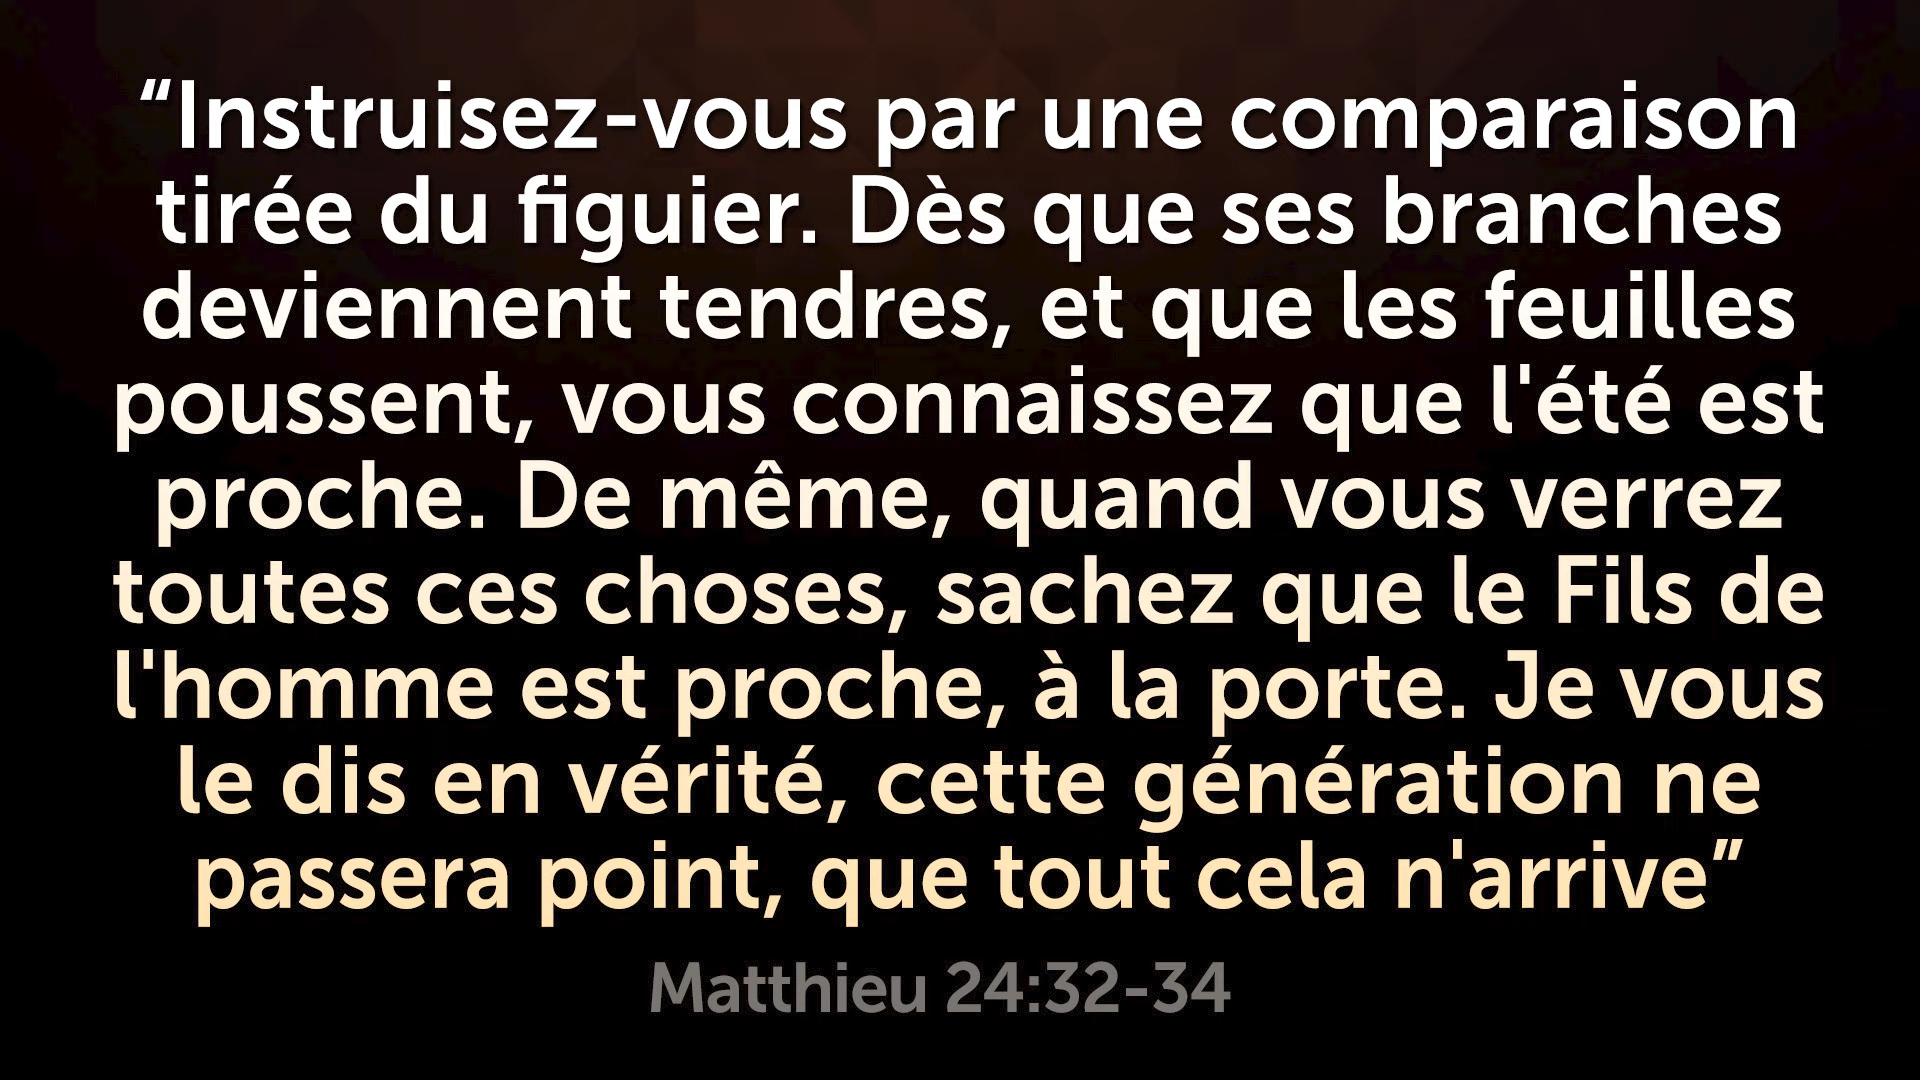 “Instruisez-vous par une comparaison
tirée du figuier. Dès que ses branches
deviennent tendres, et que les feuilles
poussent, vous connaissez que l'été est
proche. De même, quand vous verrez
toutes ces choses, sachez que le Fils de
l'homme est proche, à la porte. Je vous
le dis en vérité, cette génération ne
passera point, que tout cela n'arrive”
Matthieu 24:32-34